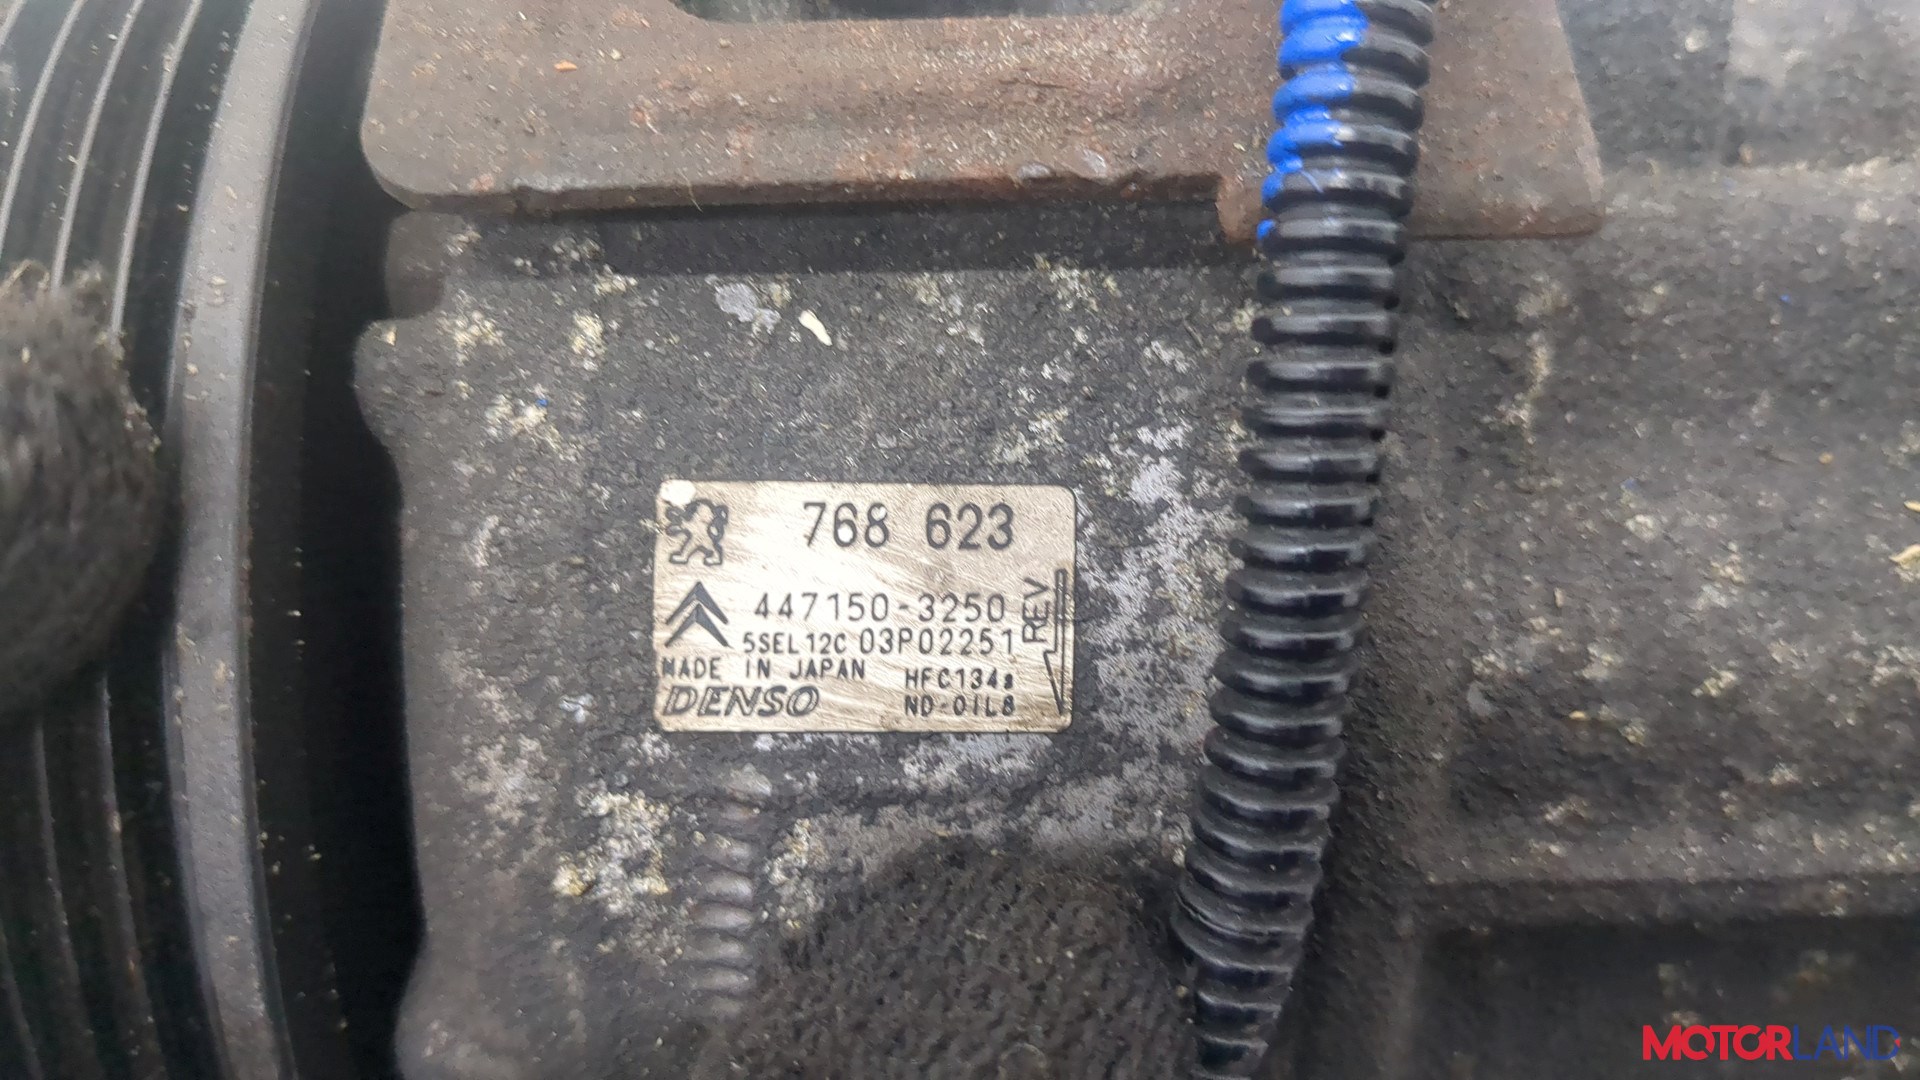 768 623
447150-3250
5SEL12C 03P02251
REV
MADE IN JAPAN HFC134a
DENSO ND-OIL8
MOTORLAND